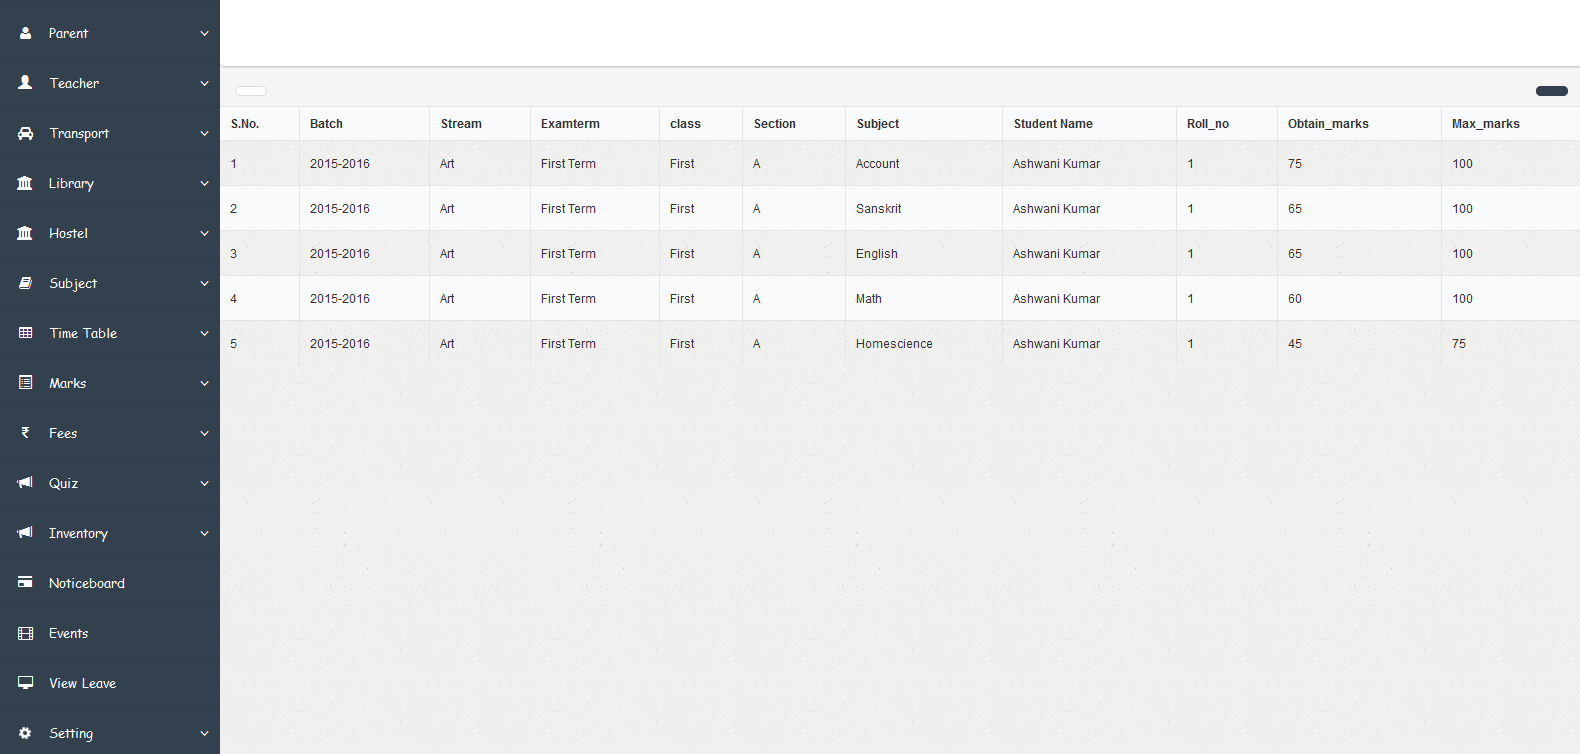 Parent
Teacher
Transport
Library
Hostel
Subject
Time Table
Marks
Fees
Quiz
Inventory
Noticeboard
Events
View Leave
Setting
S.No. Batch Stream Examterm class Section Subject Student Name Roll_no Obtain_marks Max_marks
1 2015-2016 Art First Term First A Account Ashwani Kumar 1 75 100
2 2015-2016 Art First Term First A Sanskrit Ashwani Kumar 1 65 100
3 2015-2016 Art First Term First A English Ashwani Kumar 1 65 100
4 2015-2016 Art First Term First A Math Ashwani Kumar 1 60 100
5 2015-2016 Art First Term First A Homescience Ashwani Kumar 1 45 75